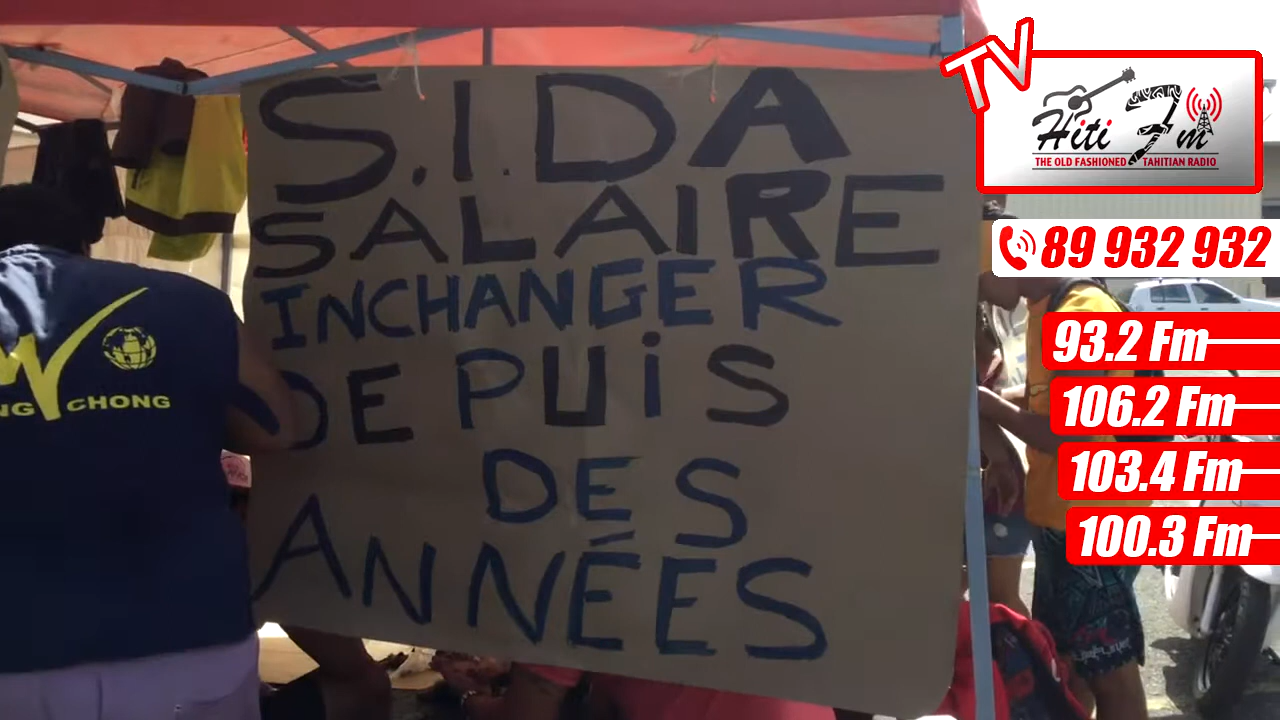 S.I.DA
SALAIRE
INCHANGER
DEPUIS
DES
ANNÉES
CHONG
TV
Hiti Fm
THE OLD FASHIONED TAHITIAN RADIO
89 932 932
93.2 Fm
106.2 Fm
103.4 Fm
100.3 Fm